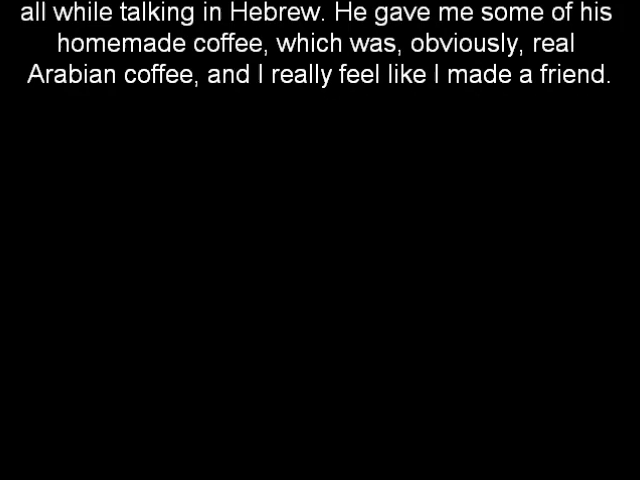 all while talking in Hebrew. He gave me some of his
homemade coffee, which was, obviously, real
Arabian coffee, and I really feel like I made a friend.